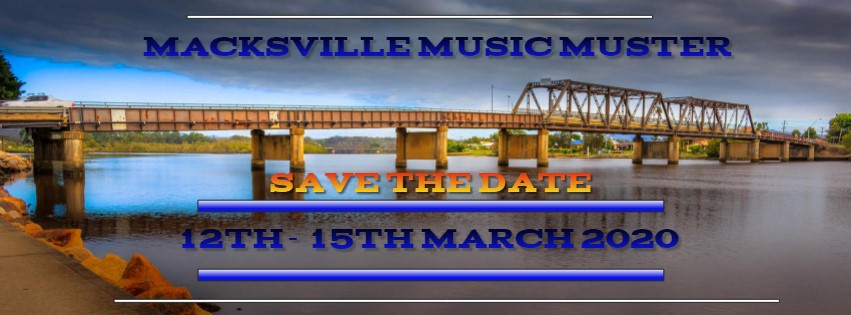 MACKSVILLE MUSIC MUSTER
SAVE THE DATE
12TH - 15TH MARCH 2020